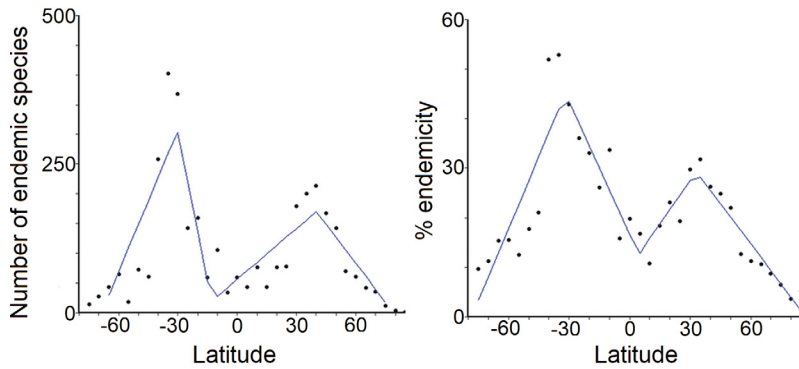 Number of endemic species
500
250
0
-60 -30 0 30 60
Latitude
% endemicity
60
30
0
-60 -30 0 30 60
Latitude